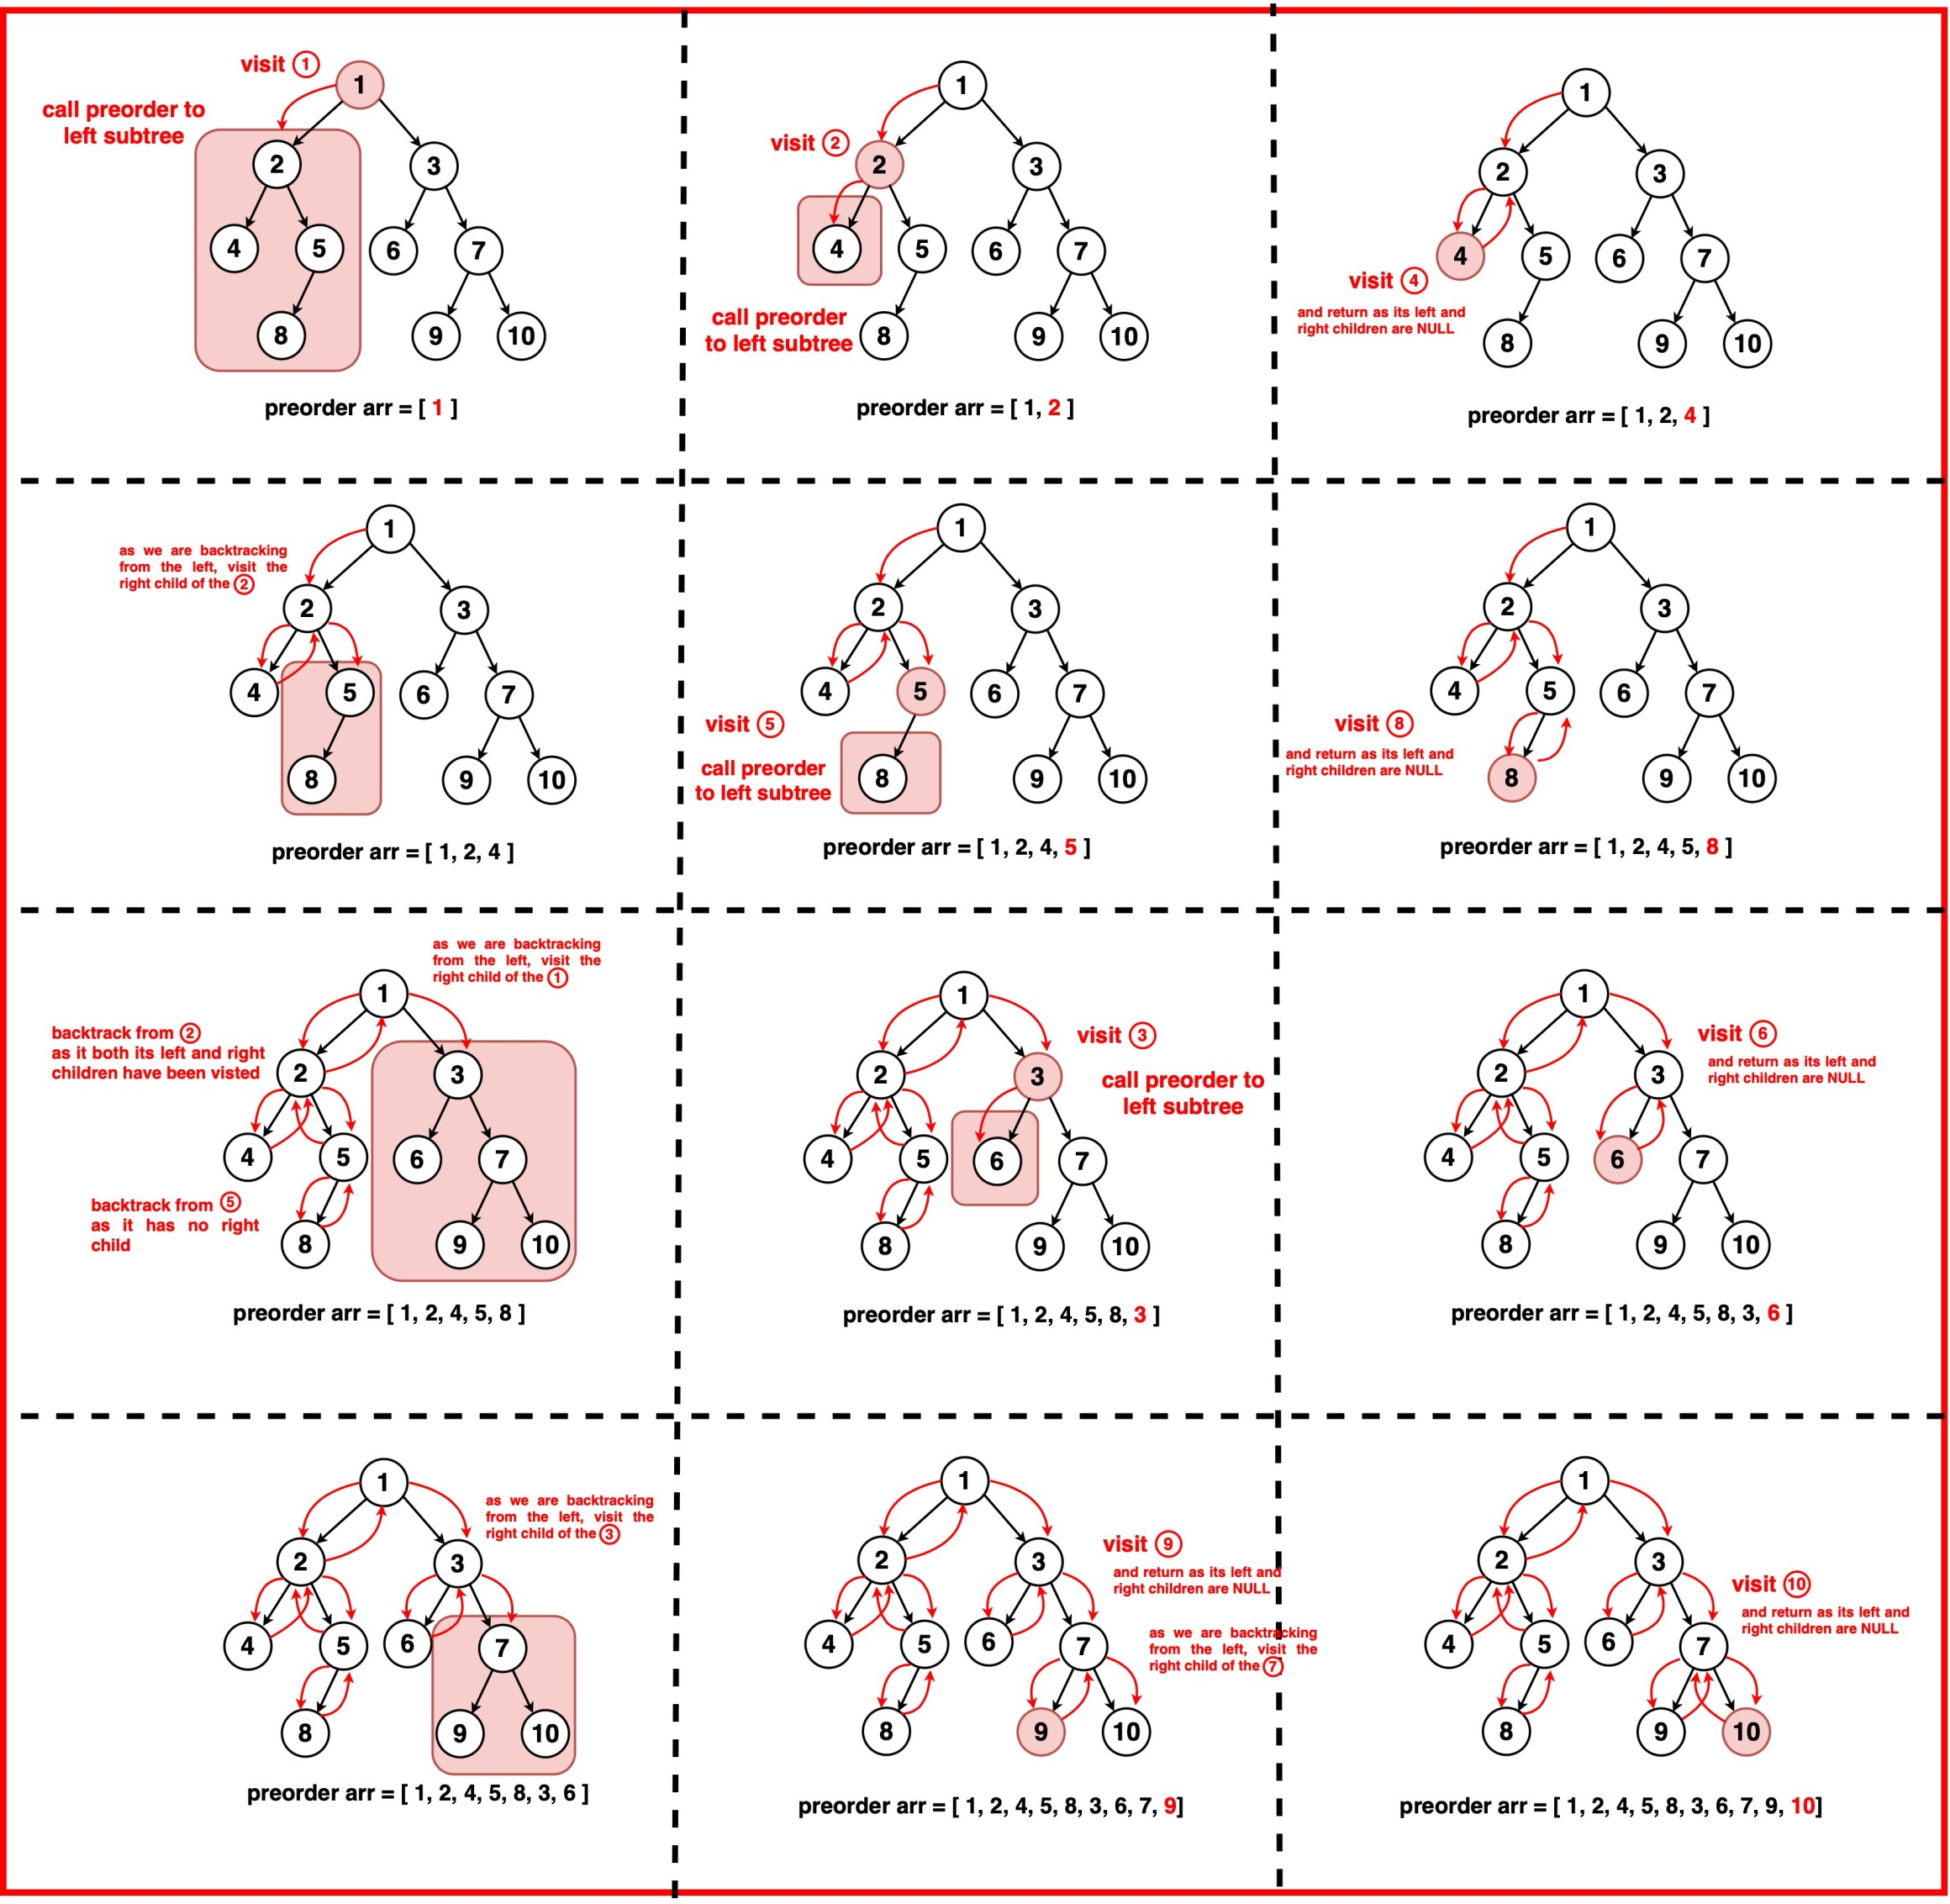 visit 1
1
call preorder to
left subtree
2
3
4
5
6
7
8
9
10
preorder arr = [ 1 ]
1
visit 2
2
3
4
5
6
7
call preorder
to left subtree
8
9
10
preorder arr = [ 1, 2 ]
1
2
3
4
5
6
7
visit 4
and return as its left and
right children are NULL
8
9
10
preorder arr = [ 1, 2, 4 ]
1
as we are backtracking
from the left, visit the
right child of the 2
2
3
4
5
6
7
8
9
10
preorder arr = [ 1, 2, 4 ]
1
2
3
4
5
6
7
visit 5
call preorder
to left subtree
8
9
10
preorder arr = [ 1, 2, 4, 5 ]
1
2
3
4
5
6
7
visit 8
and return as its left and
right children are NULL
8
9
10
preorder arr = [ 1, 2, 4, 5, 8 ]
as we are backtracking
from the left, visit the
right child of the 1
1
backtrack from 2
as it both its left and right
children have been visted
2
3
4
5
6
7
backtrack from 5
as it has no right
child
8
9
10
preorder arr = [ 1, 2, 4, 5, 8 ]
1
visit 3
2
3
call preorder to
left subtree
4
5
6
7
8
9
10
preorder arr = [ 1, 2, 4, 5, 8, 3 ]
1
visit 6
and return as its left and
right children are NULL
2
3
4
5
6
7
8
9
10
preorder arr = [ 1, 2, 4, 5, 8, 3, 6 ]
1
as we are backtracking
from the left, visit the
right child of the 3
2
3
4
5
6
7
8
9
10
preorder arr = [ 1, 2, 4, 5, 8, 3, 6 ]
1
visit 9
and return as its left and
right children are NULL
2
3
as we are backtracking
from the left, visit the
right child of the 7
4
5
6
7
8
9
10
preorder arr = [ 1, 2, 4, 5, 8, 3, 6, 7, 9]
1
2
3
visit 10
and return as its left and
right children are NULL
4
5
6
7
8
9
10
preorder arr = [ 1, 2, 4, 5, 8, 3, 6, 7, 9, 10]